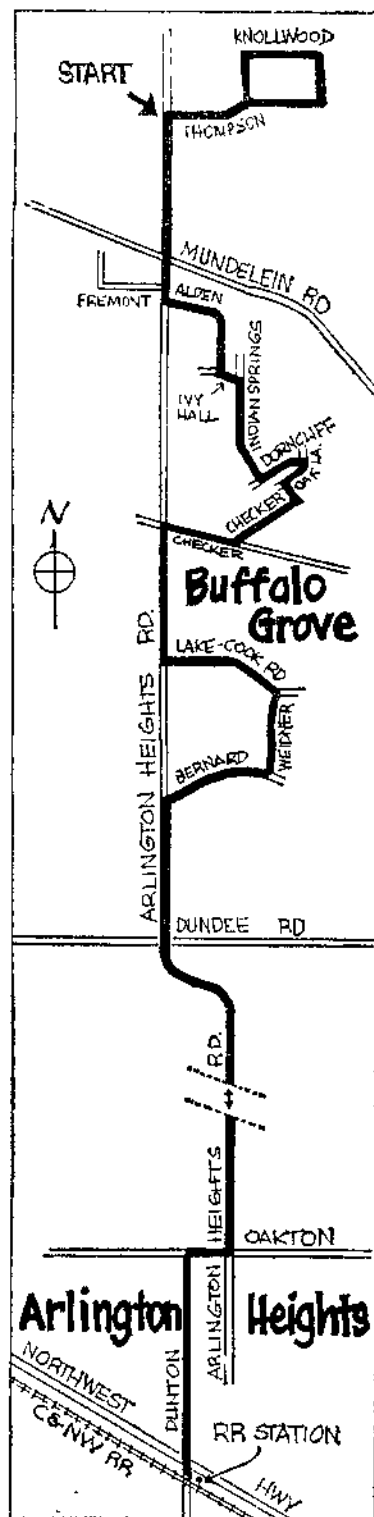 KNOLLWOOD
START
THOMPSON
MUNDELEIN RD
FREMONT
ALDEN
IVY
HALL
INDIAN SPRINGS
DORNCLIFF
OAK LA.
CHECKER
N
CHECKER
Buffalo
Grove
LAKE-COOK RD
WEIDNER
BERNARD
ARLINGTON HEIGHTS RD.
DUNDEE RD
ARLINGTON HEIGHTS RD.
OAKTON
Arlington Heights
ARLINGTON HEIGHTS
DUNTON
NORTHWEST HWY
C&NW RR
RR STATION